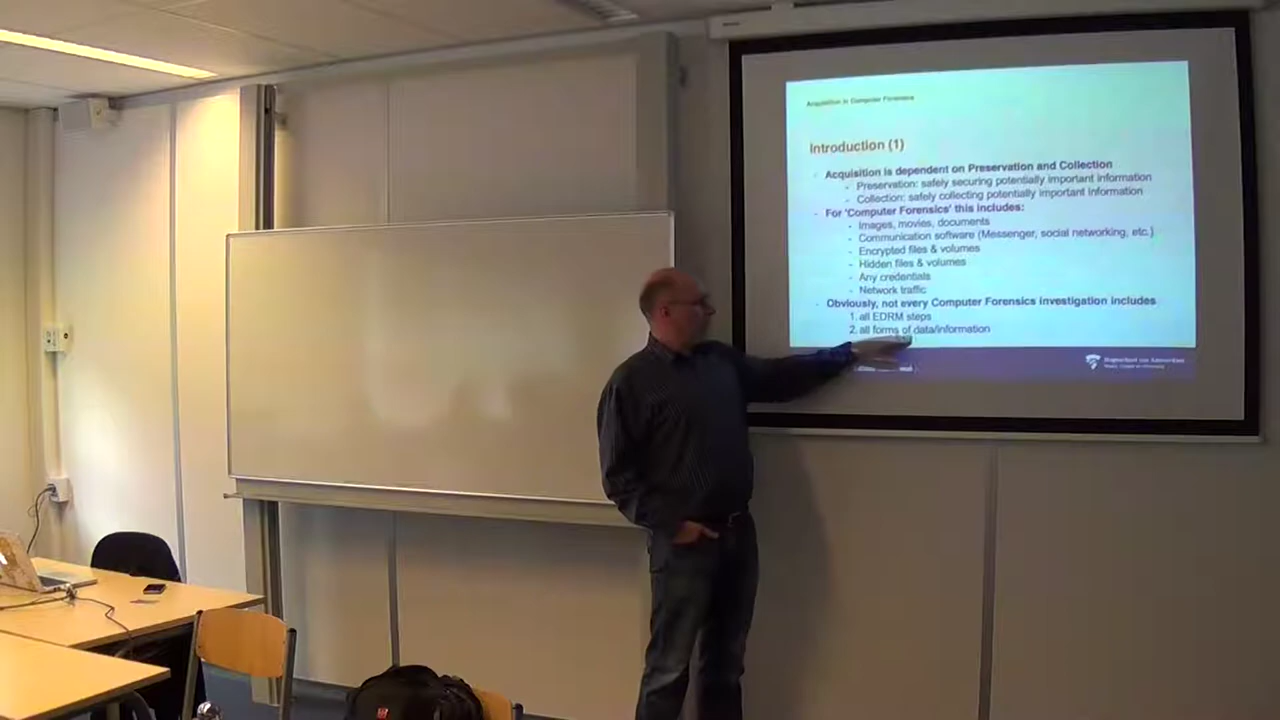 Acquisition in Computer Forensics
Introduction (1)
- Acquisition is dependent on Preservation and Collection
- Preservation: safely securing potentially important information
- Collection: safely collecting potentially important information
- For 'Computer Forensics' this includes:
- Images, movies, documents
- Communication software (Messenger, social networking, etc.)
- Encrypted files & volumes
- Hidden files & volumes
- Any credentials
- Network traffic
- Obviously, not every Computer Forensics investigation includes
1. all EDRM steps
2. all forms of data/information
Hogeschool van Amsterdam